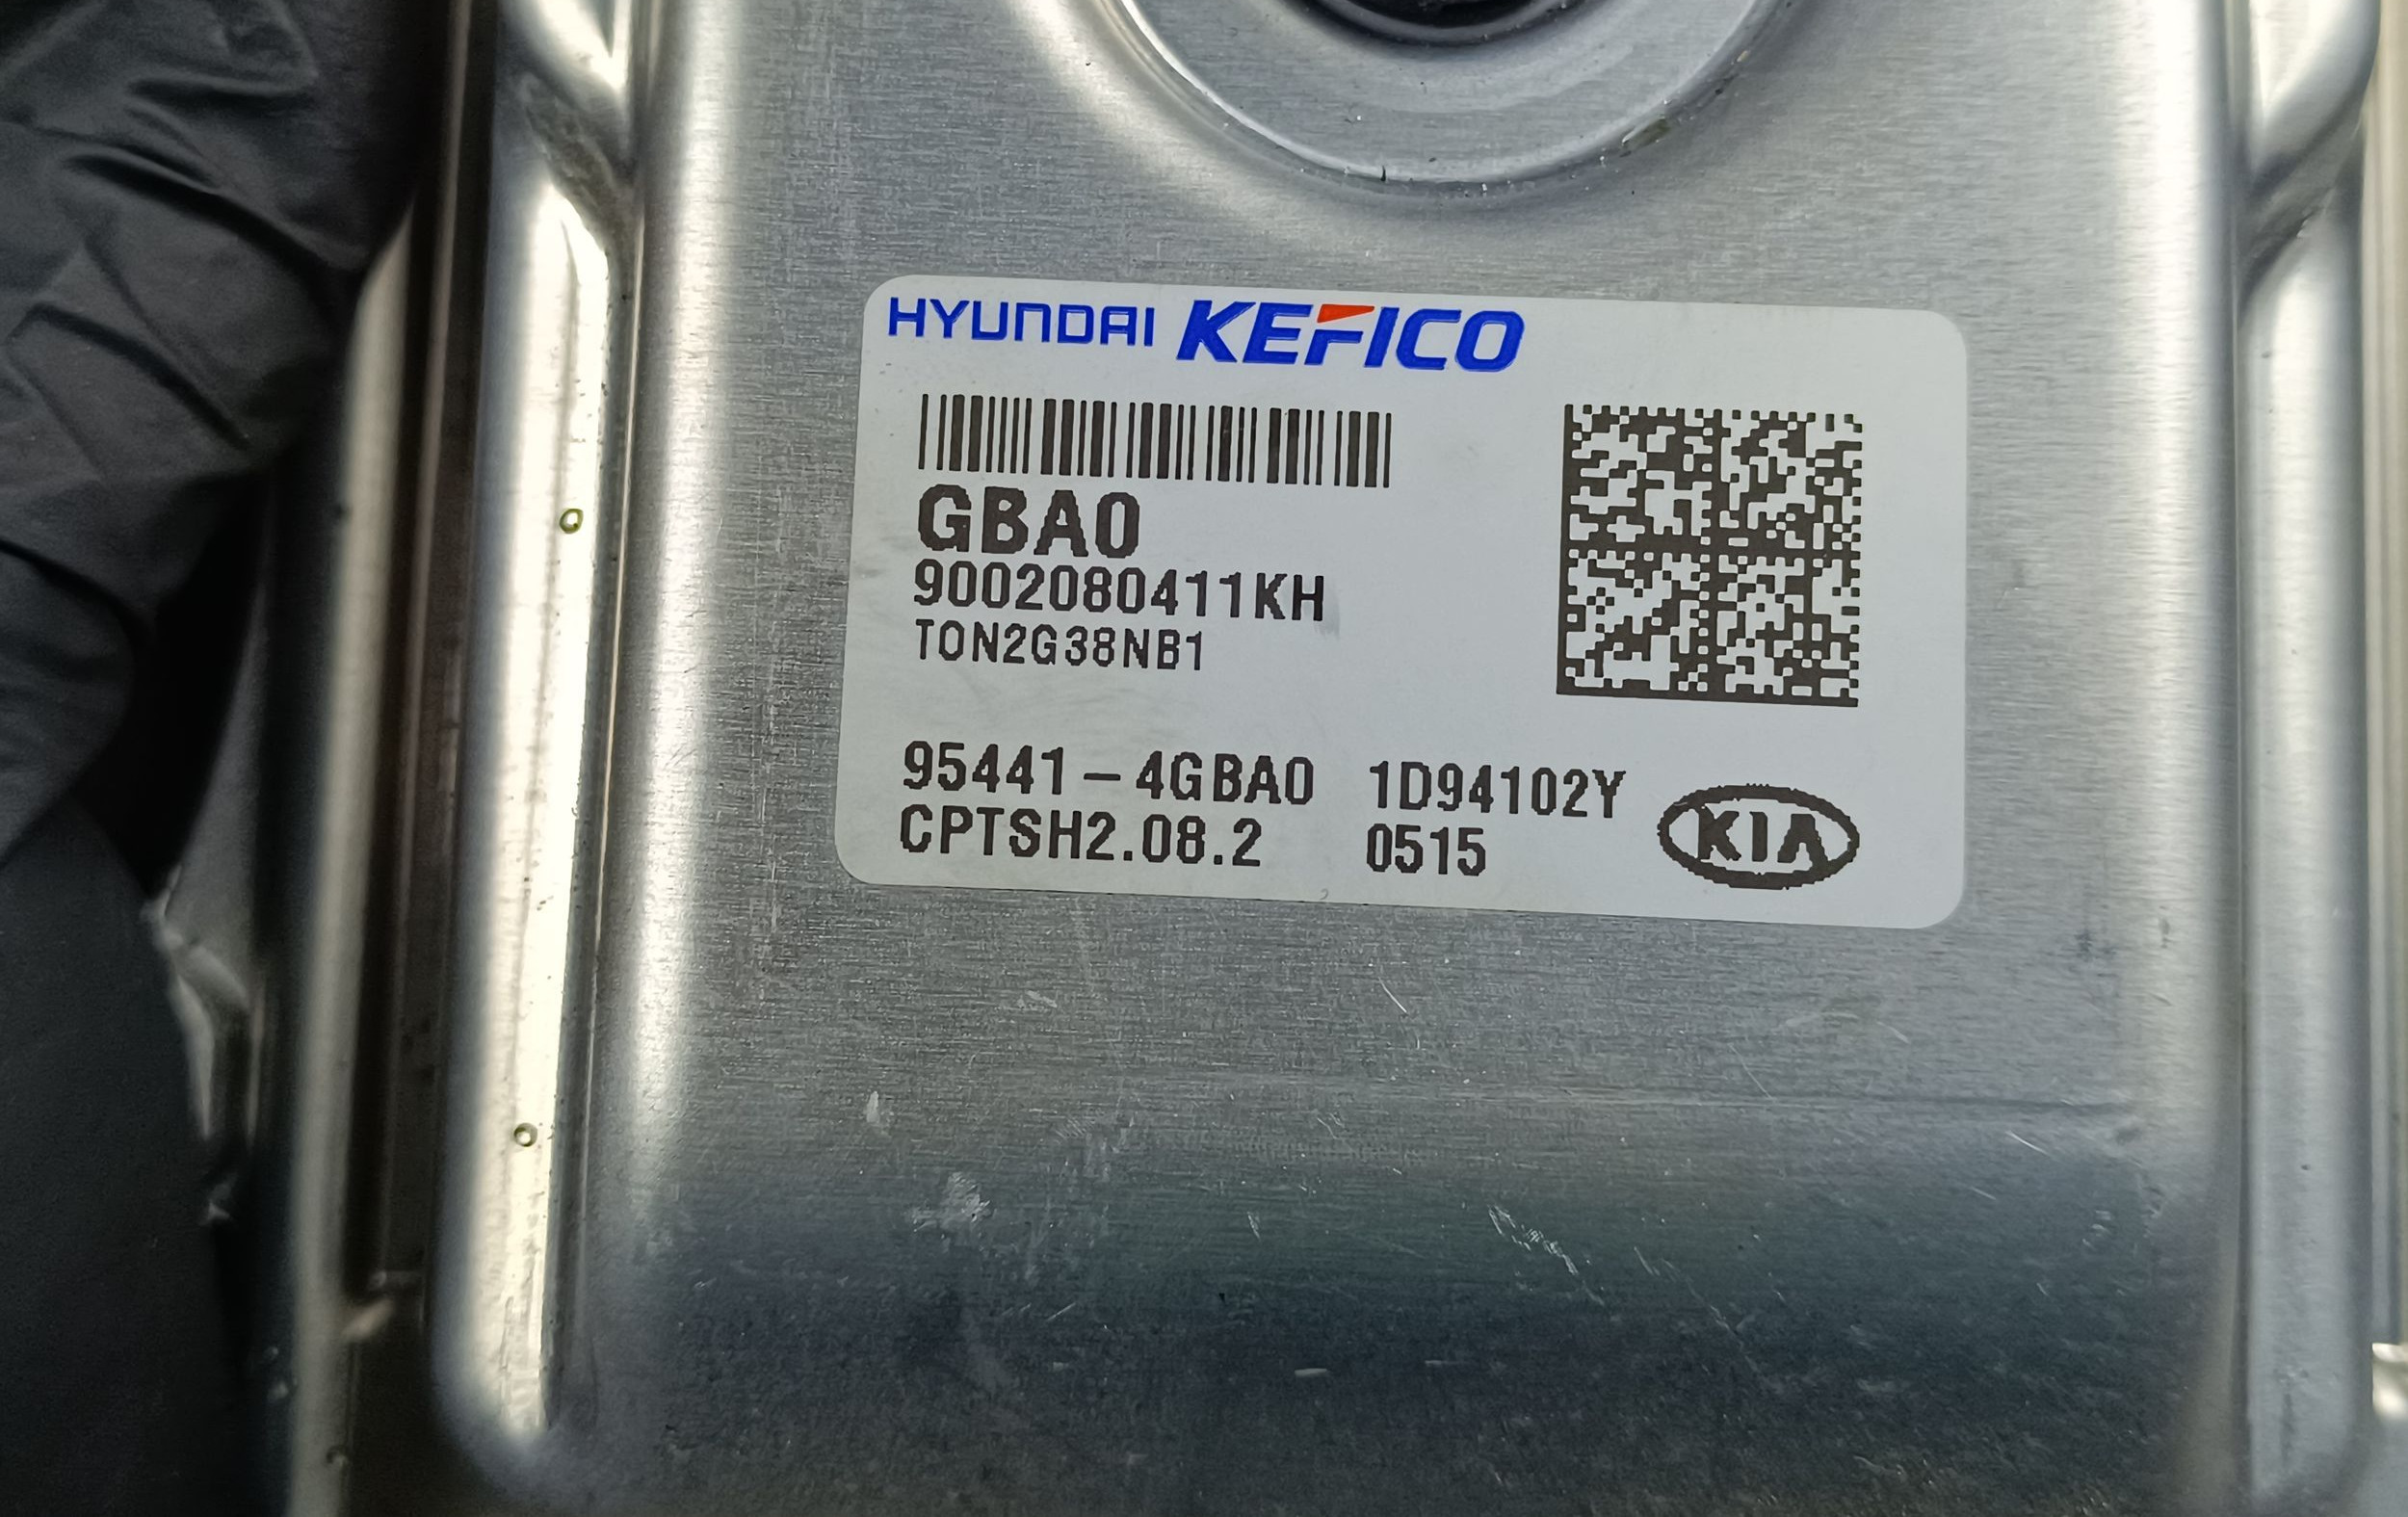 HYUNDAI KEFICO
GBA0
9002080411KH
TON2G38NB1
95441-4GBA0 1D94102Y
CPTSH2.08.2 0515
KIA